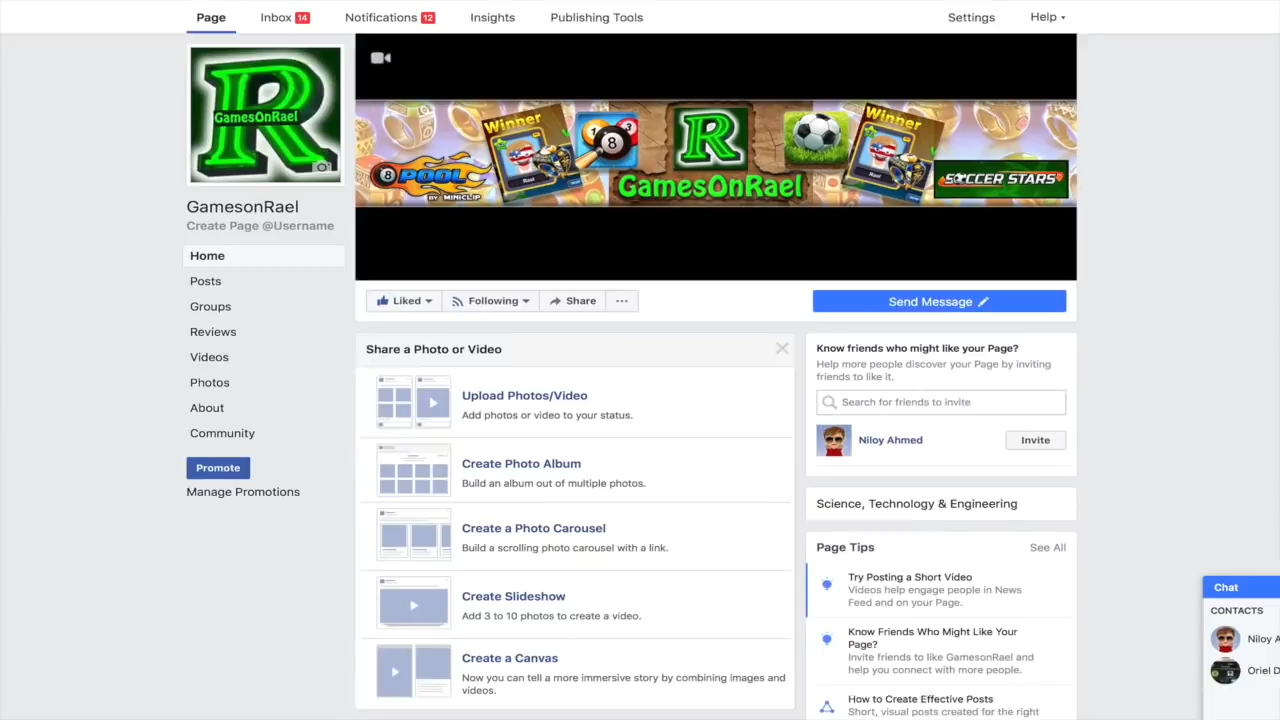 Page Inbox 14 Notifications 12 Insights Publishing Tools Settings Help
GamesOnRael
GamesonRael
Create Page @Username
Home
Posts
Groups
Reviews
Videos
Photos
About
Community
Promote
Manage Promotions
Winner
Rael
8 POOL
BY MINICLIP
1 8 3
R
GamesOnRael
Winner
Rael
SOCCER STARS
Liked Following Share ...
Send Message
Share a Photo or Video
Upload Photos/Video
Add photos or video to your status.
Create Photo Album
Build an album out of multiple photos.
Create a Photo Carousel
Build a scrolling photo carousel with a link.
Create Slideshow
Add 3 to 10 photos to create a video.
Create a Canvas
Now you can tell a more immersive story by combining images and
videos.
Know friends who might like your Page?
Help more people discover your Page by inviting
friends to like it.
Search for friends to invite
Niloy Ahmed Invite
Science, Technology & Engineering
Page Tips See All
Try Posting a Short Video
Videos help engage people in News
Feed and on your Page.
Know Friends Who Might Like Your
Page?
Invite friends to like GamesonRael and
help you connect with more people.
How to Create Effective Posts
Short, visual posts created for the right
Chat
CONTACTS
Niloy A
Oriel D